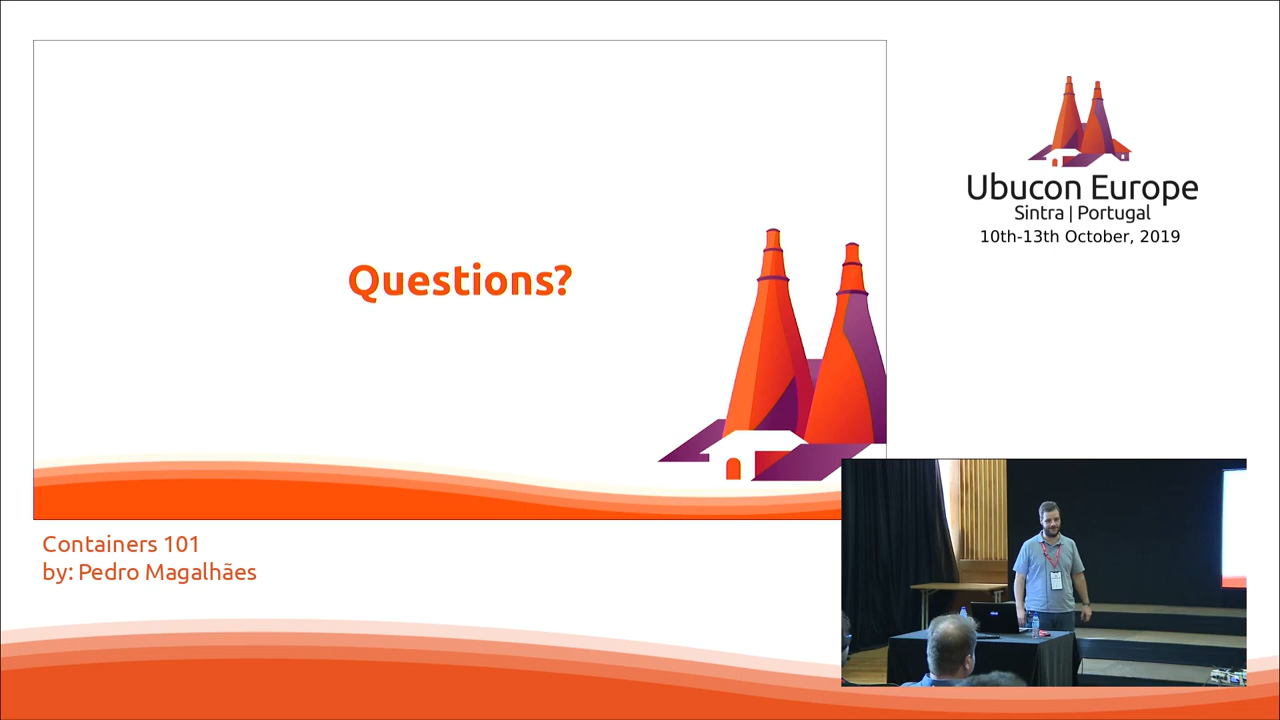 Questions?
Containers 101
by: Pedro Magalhães
Ubucon Europe
Sintra | Portugal
10th-13th October, 2019